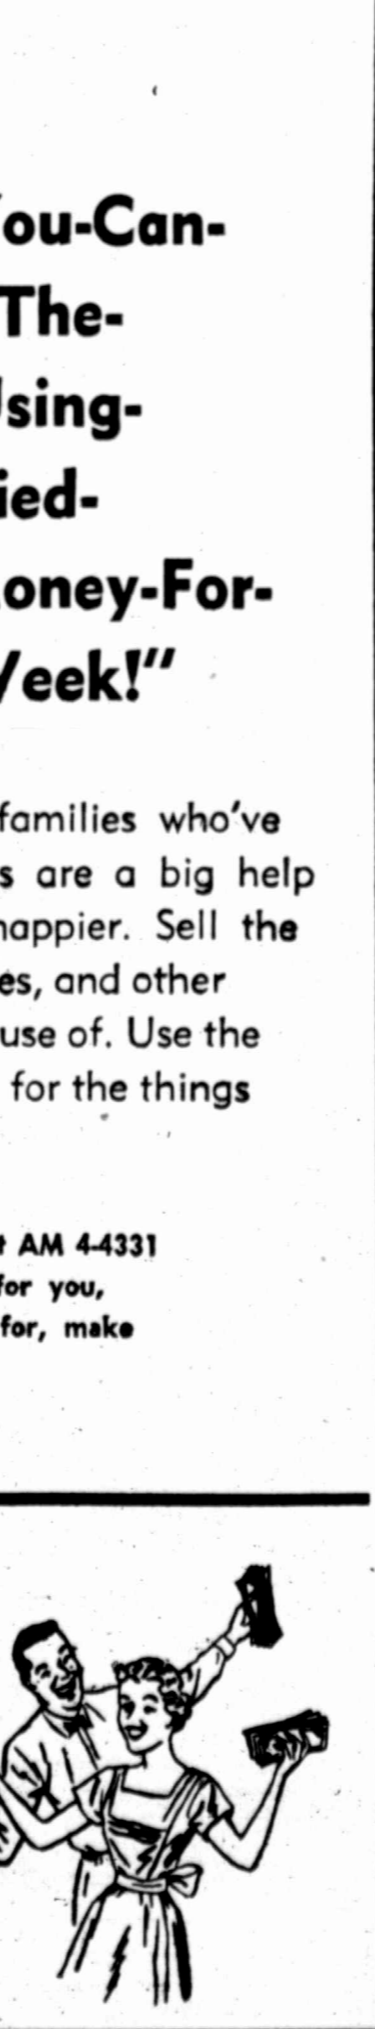 ou-Can-
The-
sing-
ied-
oney-For-
eek!”
families who've
s are a big help
happier. Sell the
es, and other
use of. Use the
for the things
AM 4-4331
for you,
for, make